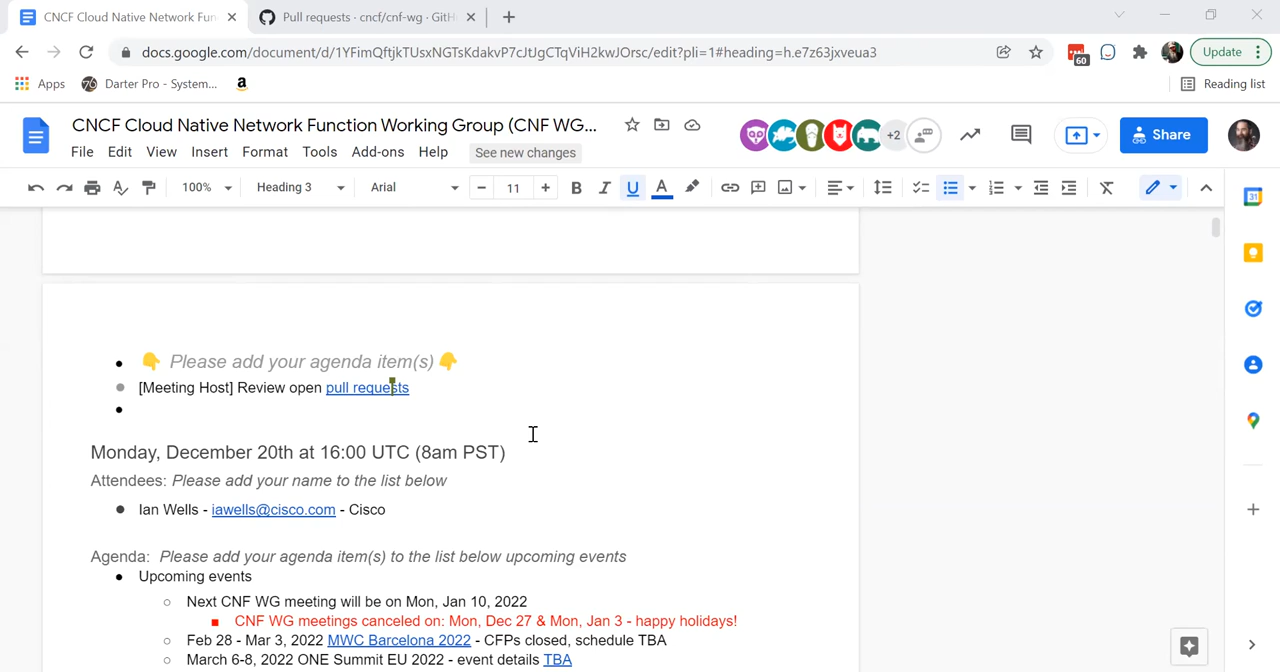 CNCF Cloud Native Network Fun
Pull requests · cncf/cnf-wg · GitH
docs.google.com/document/d/1YFimQftjkTUsxNGTsKdakvP7cJtJgCTqViH2kwJOrsc/edit?pli=1#heading=h.e7z63jxveua3
60
Update
Apps
Darter Pro - System...
Reading list
CNCF Cloud Native Network Function Working Group (CNF WG...
+2
Share
File Edit View Insert Format Tools Add-ons Help
See new changes
100% Heading 3 Arial 11
👇 Please add your agenda item(s) 👇
[Meeting Host] Review open pull requests
Monday, December 20th at 16:00 UTC (8am PST)
Attendees: Please add your name to the list below
Ian Wells - iawells@cisco.com - Cisco
Agenda: Please add your agenda item(s) to the list below upcoming events
Upcoming events
Next CNF WG meeting will be on Mon, Jan 10, 2022
CNF WG meetings canceled on: Mon, Dec 27 & Mon, Jan 3 - happy holidays!
Feb 28 - Mar 3, 2022 MWC Barcelona 2022 - CFPs closed, schedule TBA
March 6-8, 2022 ONE Summit EU 2022 - event details TBA